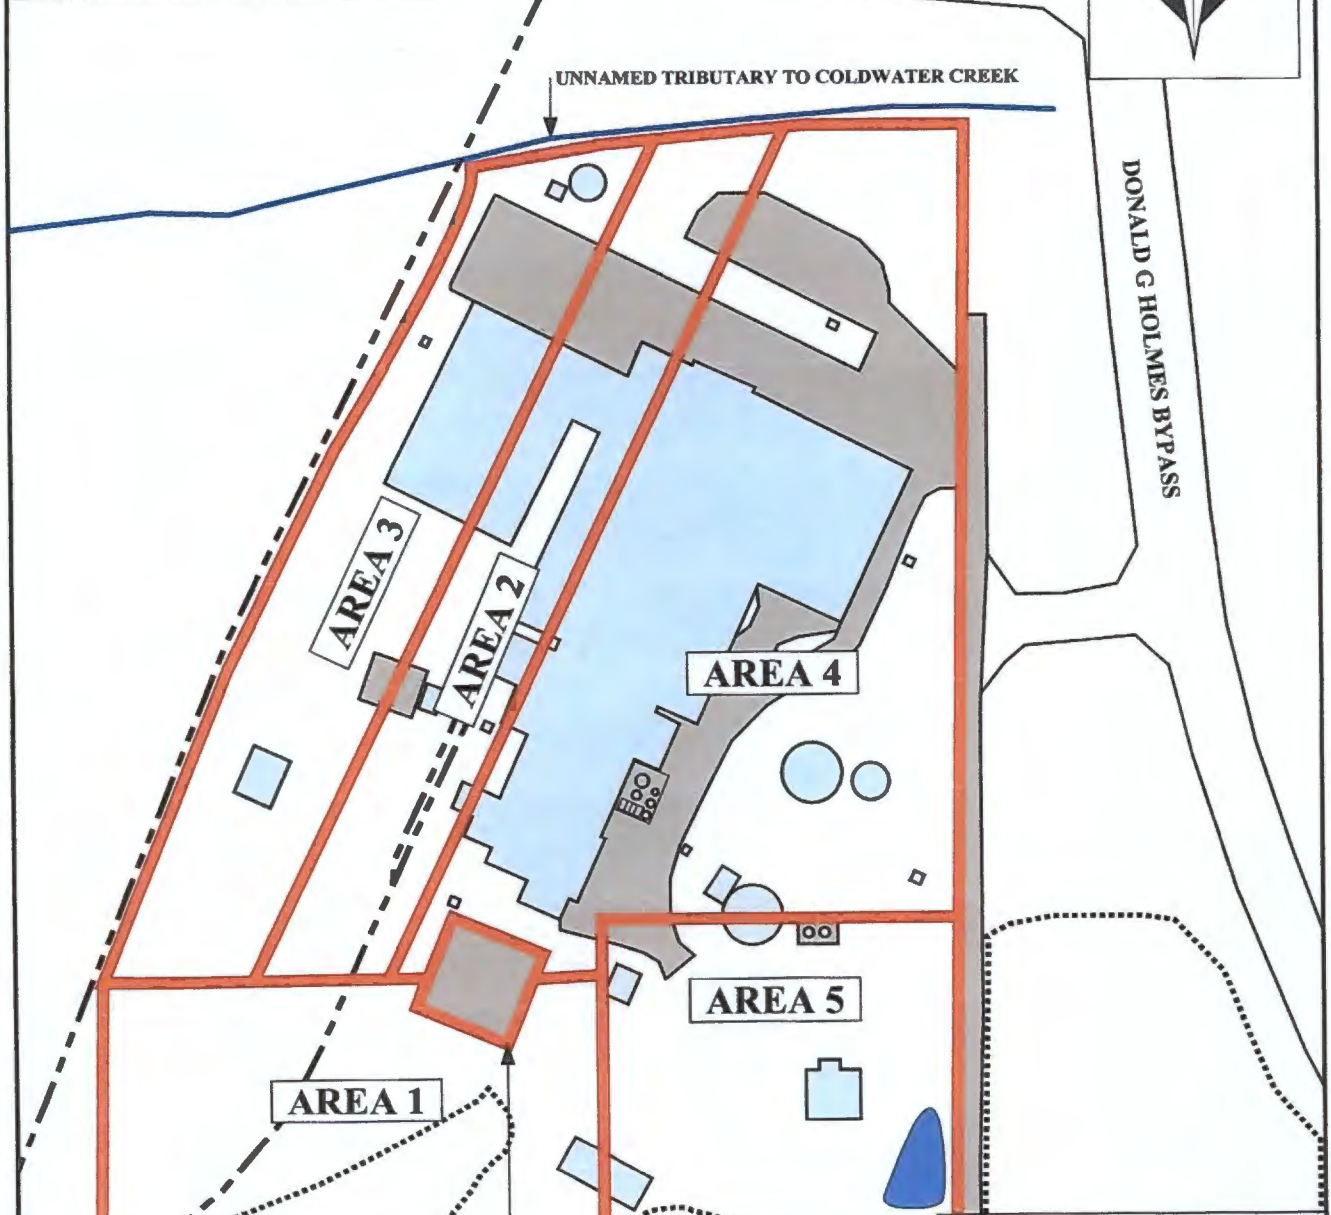 UNNAMED TRIBUTARY TO COLDWATER CREEK
DONALD G HOLMES BYPASS
AREA 3
AREA 2
AREA 4
AREA 5
AREA 1